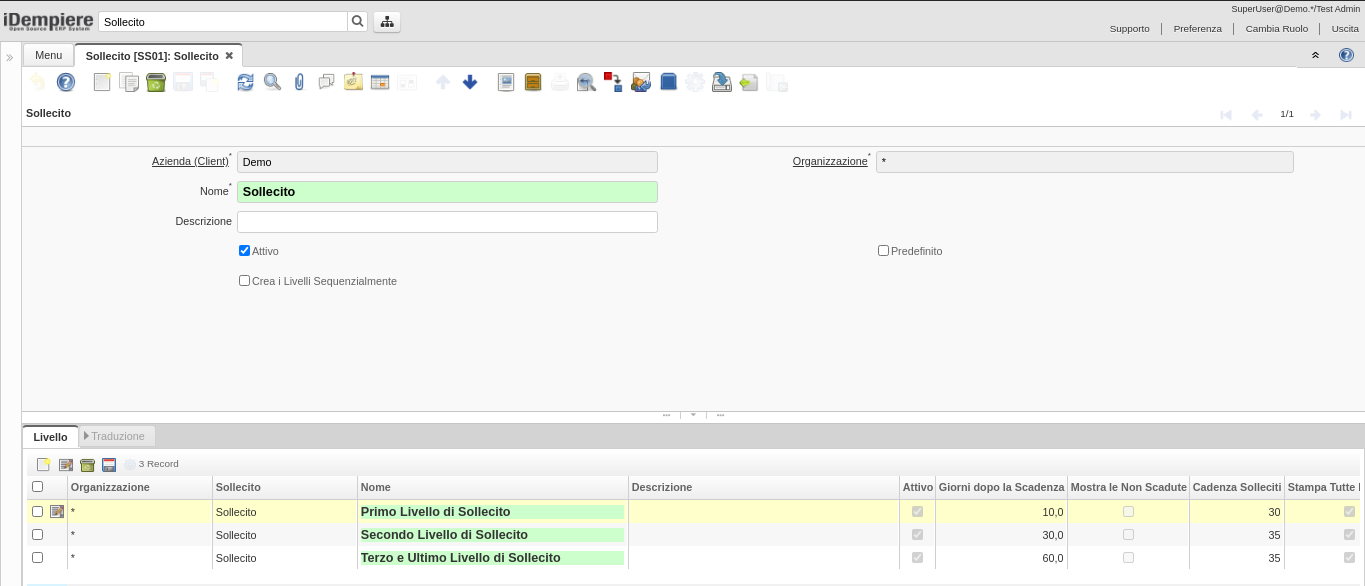 SuperUser@Demo.*/Test Admin
iDempiere
Open Source ERP System
Sollecito
Supporto | Preferenza | Cambia Ruolo | Uscita
Menu
Sollecito [SS01]: Sollecito
Sollecito
1/1
Azienda (Client)* Demo
Organizzazione* *
Nome* Sollecito
Descrizione
Attivo
Predefinito
Crea i Livelli Sequenzialmente
Livello
Traduzione
3 Record
Organizzazione Sollecito Nome Descrizione Attivo Giorni dopo la Scadenza Mostra le Non Scadute Cadenza Solleciti Stampa Tutte
* Sollecito Primo Livello di Sollecito 10,0 30
* Sollecito Secondo Livello di Sollecito 30,0 35
* Sollecito Terzo e Ultimo Livello di Sollecito 60,0 35